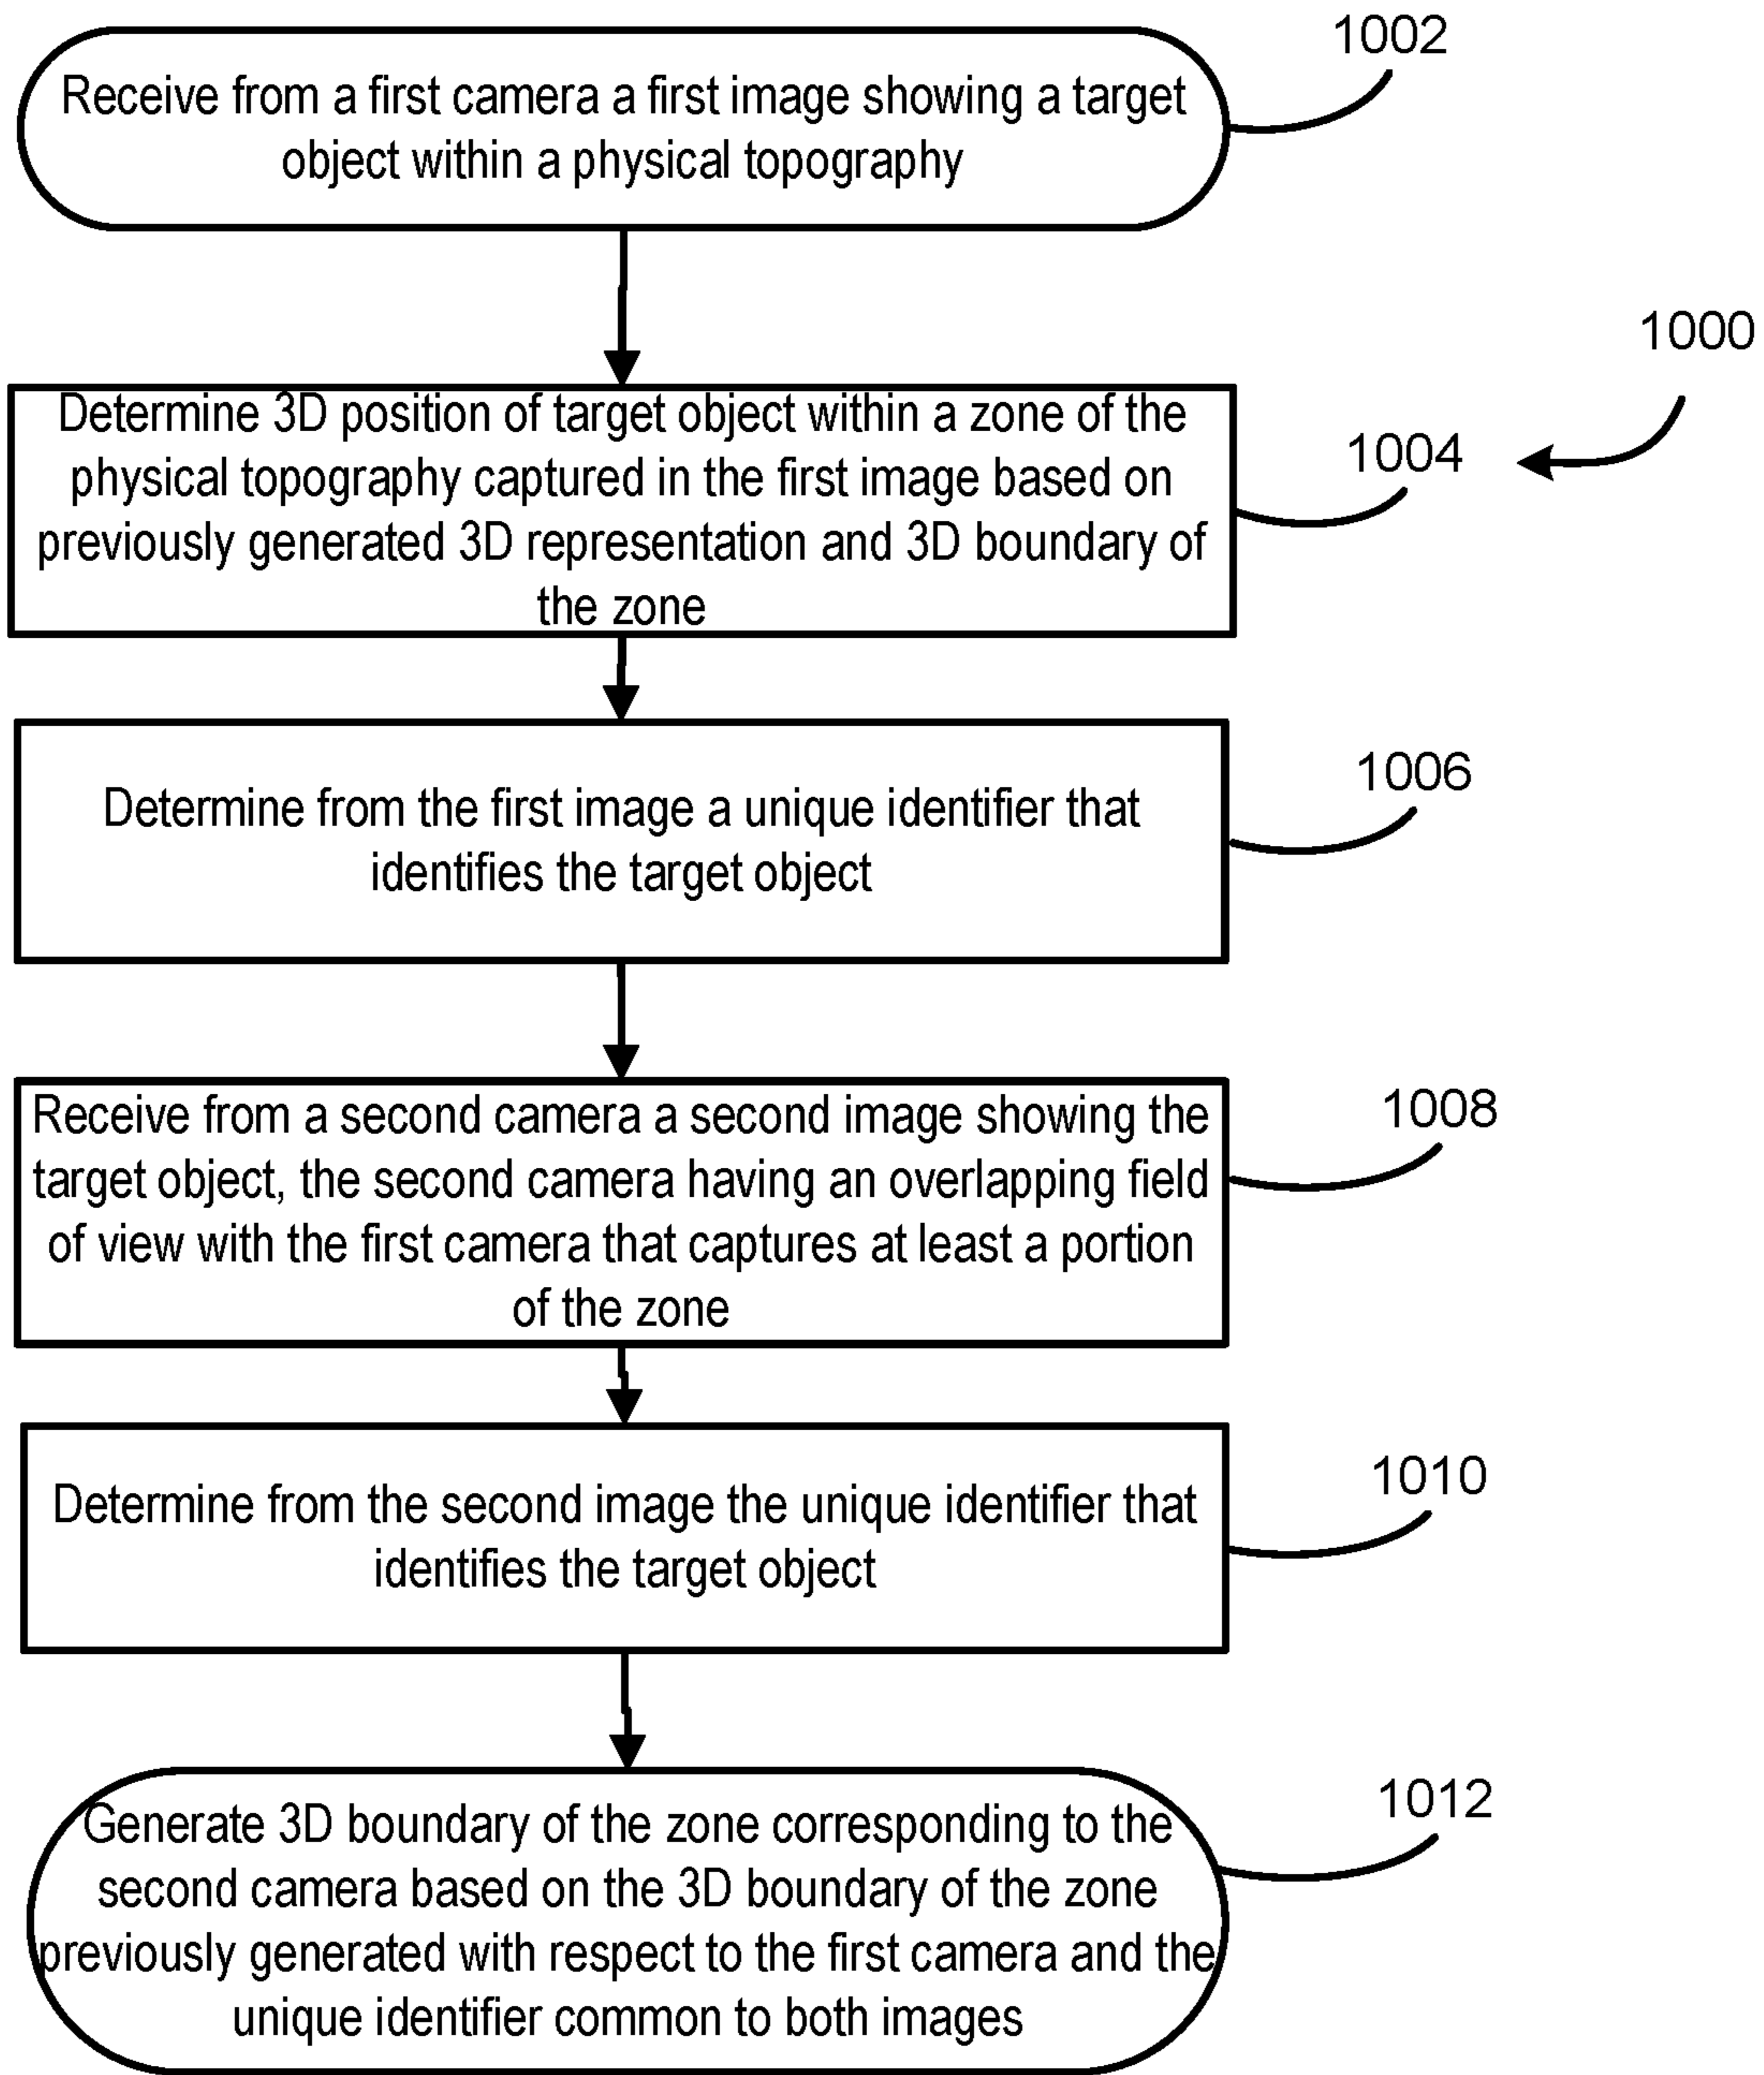 1002
Receive from a first camera a first image showing a target
object within a physical topography
1000
Determine 3D position of target object within a zone of the
physical topography captured in the first image based on
previously generated 3D representation and 3D boundary of
the zone
1004
Determine from the first image a unique identifier that
identifies the target object
1006
Receive from a second camera a second image showing the
target object, the second camera having an overlapping field
of view with the first camera that captures at least a portion
of the zone
1008
Determine from the second image the unique identifier that
identifies the target object
1010
Generate 3D boundary of the zone corresponding to the
second camera based on the 3D boundary of the zone
previously generated with respect to the first camera and the
unique identifier common to both images
1012